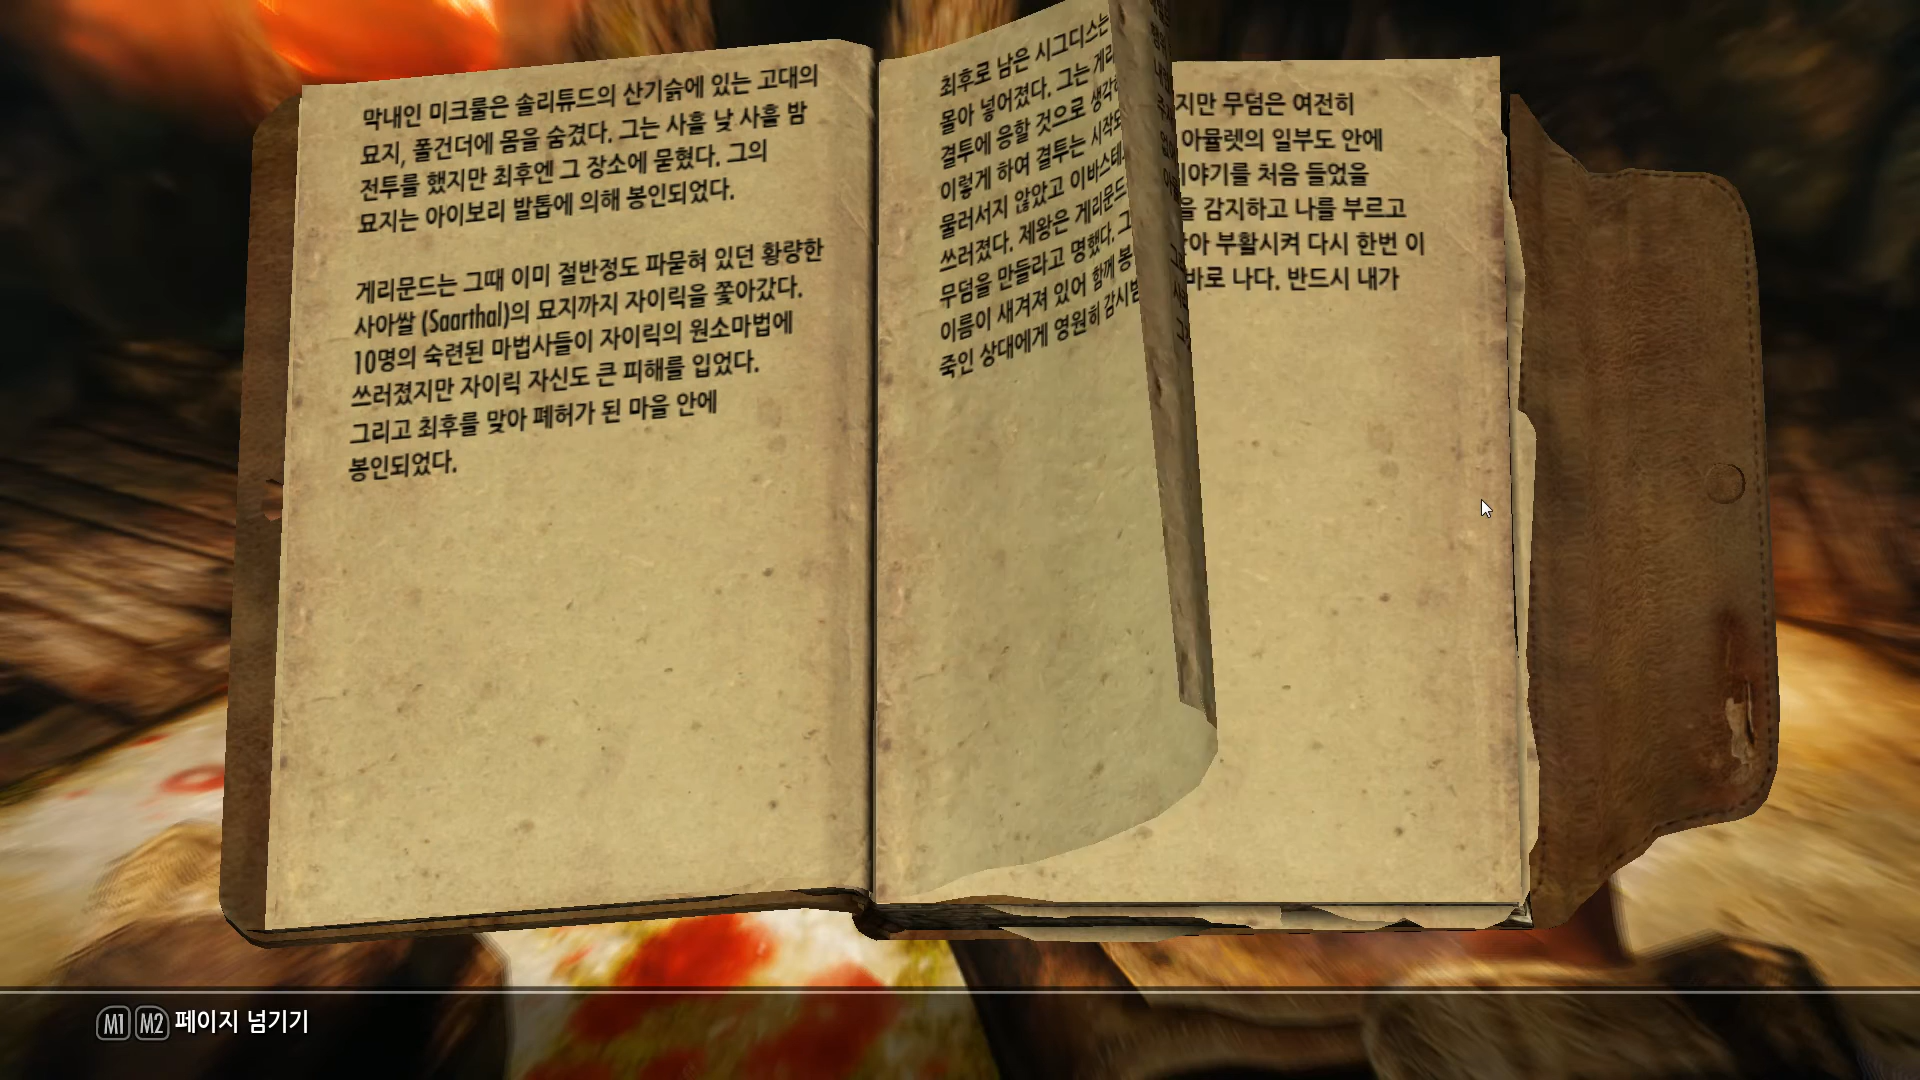 막내인 미크룰은 솔리튜드의 산기슭에 있는 고대의
묘지, 폴건더에 몸을 숨겼다. 그는 사흘 낮 사흘 밤
전투를 했지만 최후엔 그 장소에 묻혔다. 그의
묘지는 아이보리 발톱에 의해 봉인되었다.
게리문드는 그때 이미 절반정도 파묻혀 있던 황량한
사아쌀 (Saarthal)의 묘지까지 자이릭을 쫓아갔다.
10명의 숙련된 마법사들이 자이릭의 원소마법에
쓰러졌지만 자이릭 자신도 큰 피해를 입었다.
그리고 최후를 맞아 폐허가 된 마을 안에
봉인되었다.
최후로 남은 시그디스는
몰아 넣어졌다. 그는
결투에 응할 것으로
이렇게 하여 결투는
물러서지 않았고
쓰러졌다. 제왕은
무덤을 만들라고 명했다.
이름이 새겨져 있어 함께
죽인 상대에게 영원히
무덤은 여전히
아뮬렛의 일부도 안에
처음 들었을
감지하고 나를 부르고
부활시켜 다시 한번 이
바로 나다. 반드시 내가
M1 M2 페이지 넘기기